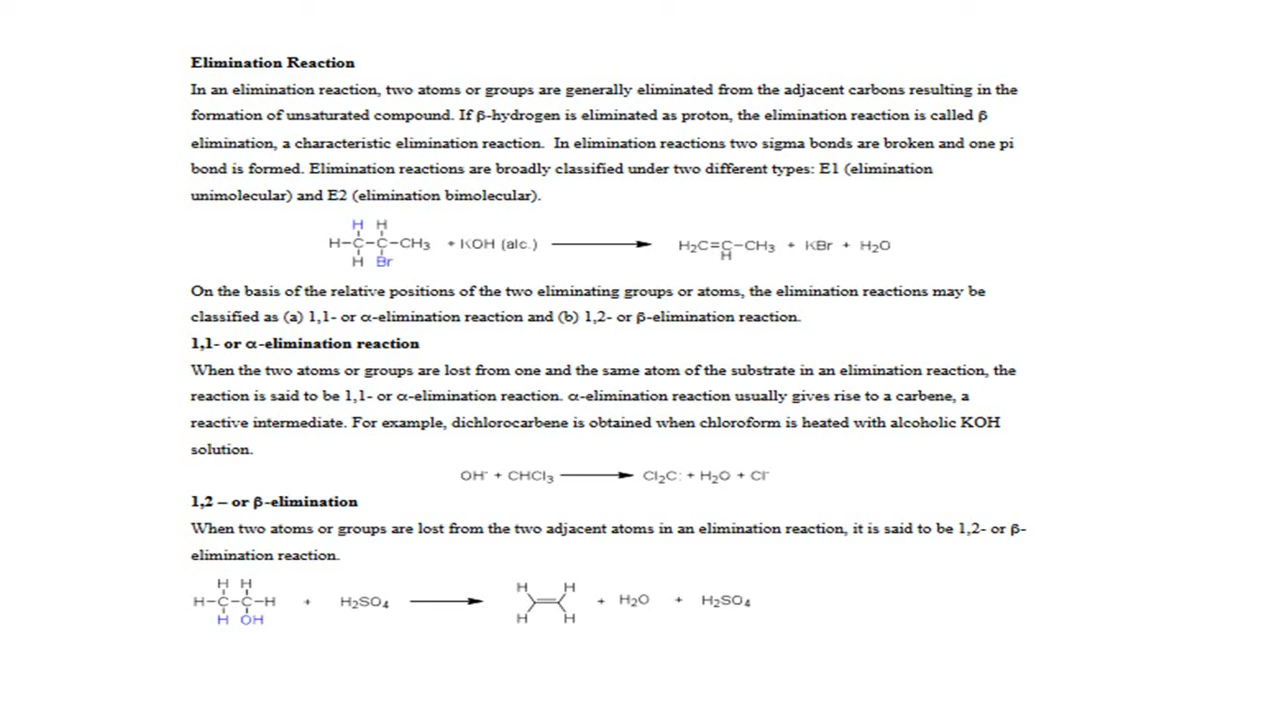 Elimination Reaction
In an elimination reaction, two atoms or groups are generally eliminated from the adjacent carbons resulting in the
formation of unsaturated compound. If β-hydrogen is eliminated as proton, the elimination reaction is called β
elimination, a characteristic elimination reaction. In elimination reactions two sigma bonds are broken and one pi
bond is formed. Elimination reactions are broadly classified under two different types: E1 (elimination
unimolecular) and E2 (elimination bimolecular).
H H
H–C–C–CH3 + KOH (alc.) ⟶ H2C=C–CH3 + KBr + H2O
H Br H
On the basis of the relative positions of the two eliminating groups or atoms, the elimination reactions may be
classified as (a) 1,1- or α-elimination reaction and (b) 1,2- or β-elimination reaction.
1,1- or α-elimination reaction
When the two atoms or groups are lost from one and the same atom of the substrate in an elimination reaction, the
reaction is said to be 1,1- or α-elimination reaction. α-elimination reaction usually gives rise to a carbene, a
reactive intermediate. For example, dichlorocarbene is obtained when chloroform is heated with alcoholic KOH
solution.
OH⁻ + CHCl3 ⟶ Cl2C: + H2O + Cl⁻
1,2 – or β-elimination
When two atoms or groups are lost from the two adjacent atoms in an elimination reaction, it is said to be 1,2- or β-
elimination reaction.
H H H H
H–C–C–H + H2SO4 ⟶ + H2O + H2SO4
H OH H H